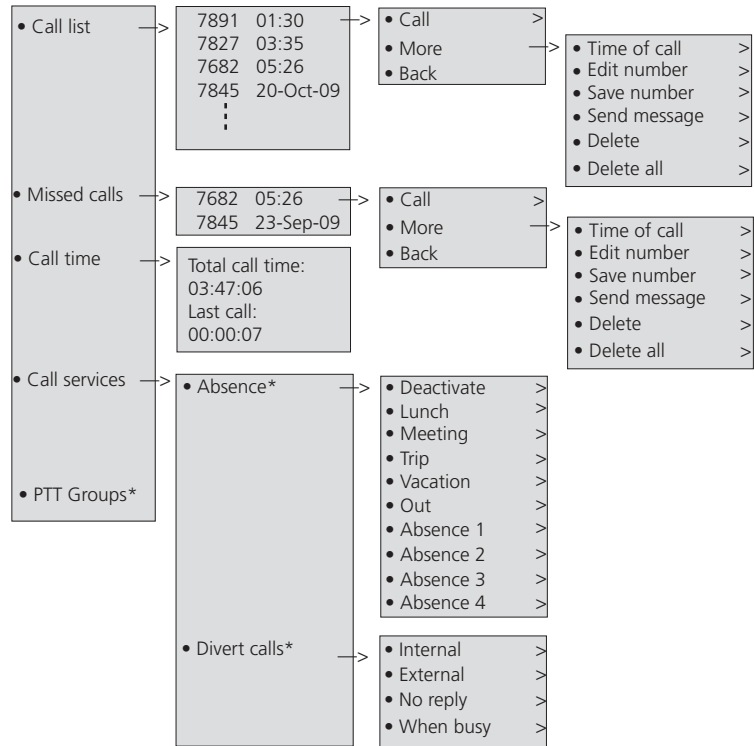 • Call list —>
7891 01:30 —>
7827 03:35
7682 05:26
7845 20-Oct-09
• Call >
• More —>
• Back
• Time of call >
• Edit number >
• Save number >
• Send message >
• Delete >
• Delete all >
• Missed calls —>
7682 05:26 —>
7845 23-Sep-09
• Call >
• More —>
• Back
• Time of call >
• Edit number >
• Save number >
• Send message >
• Delete >
• Delete all >
• Call time —>
Total call time:
03:47:06
Last call:
00:00:07
• Call services —>
• Absence* —>
• Deactivate >
• Lunch >
• Meeting >
• Trip >
• Vacation >
• Out >
• Absence 1 >
• Absence 2 >
• Absence 3 >
• Absence 4 >
• Divert calls* —>
• Internal >
• External >
• No reply >
• When busy >
• PTT Groups*